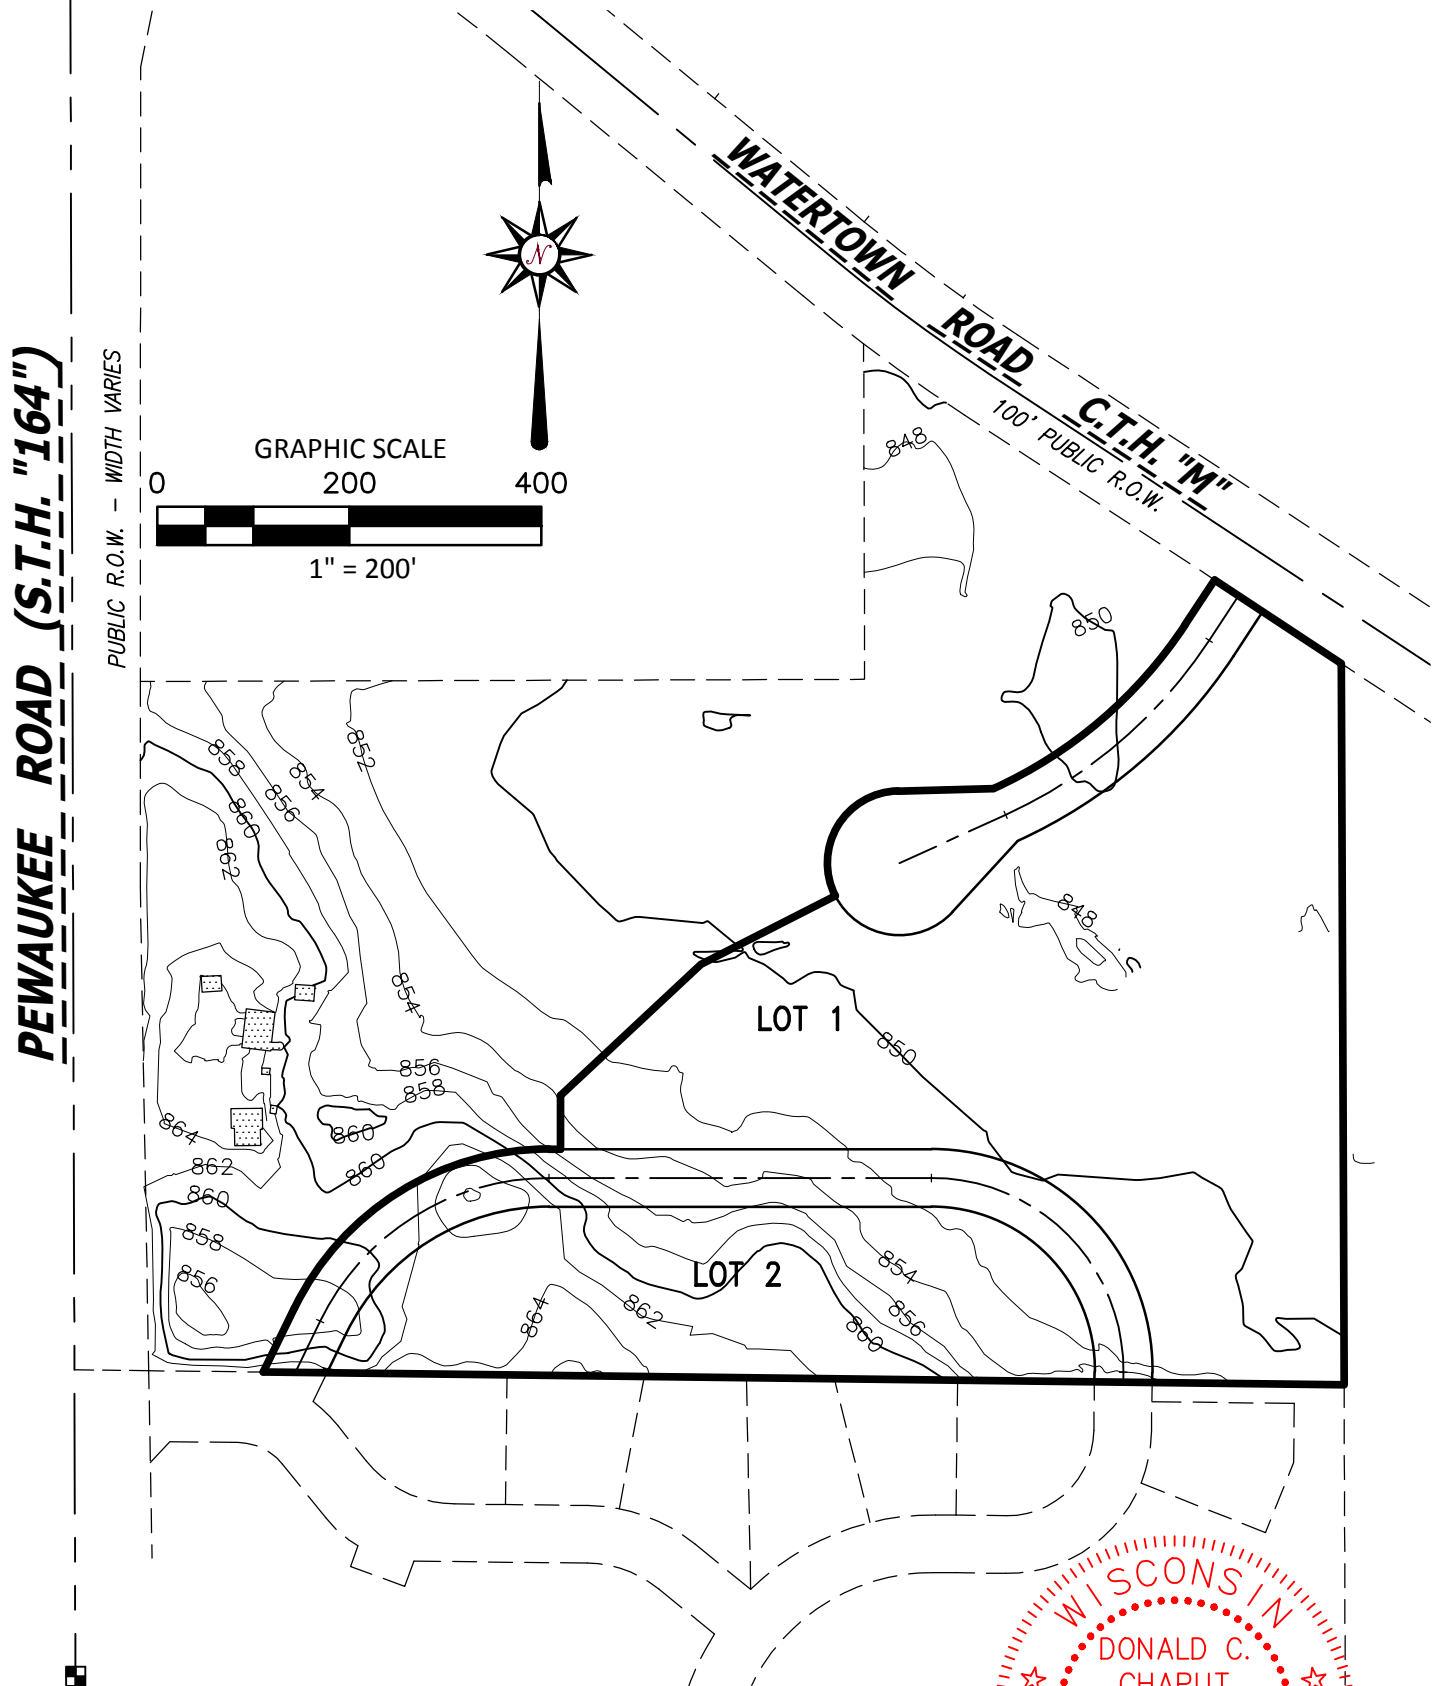 WATERTOWN ROAD C.T.H. "M"
100' PUBLIC R.O.W.
PEWAUKEE ROAD (S.T.H. "164")
PUBLIC R.O.W. - WIDTH VARIES
N
GRAPHIC SCALE
0 200 400
1" = 200'
848
850
852
858
854
856
860
862
848
854
LOT 1
850
856
858
864
860
862
860
860
858
856
854
LOT 2
864
862
856
860
WISCONSIN
DONALD C.
CHAPUT